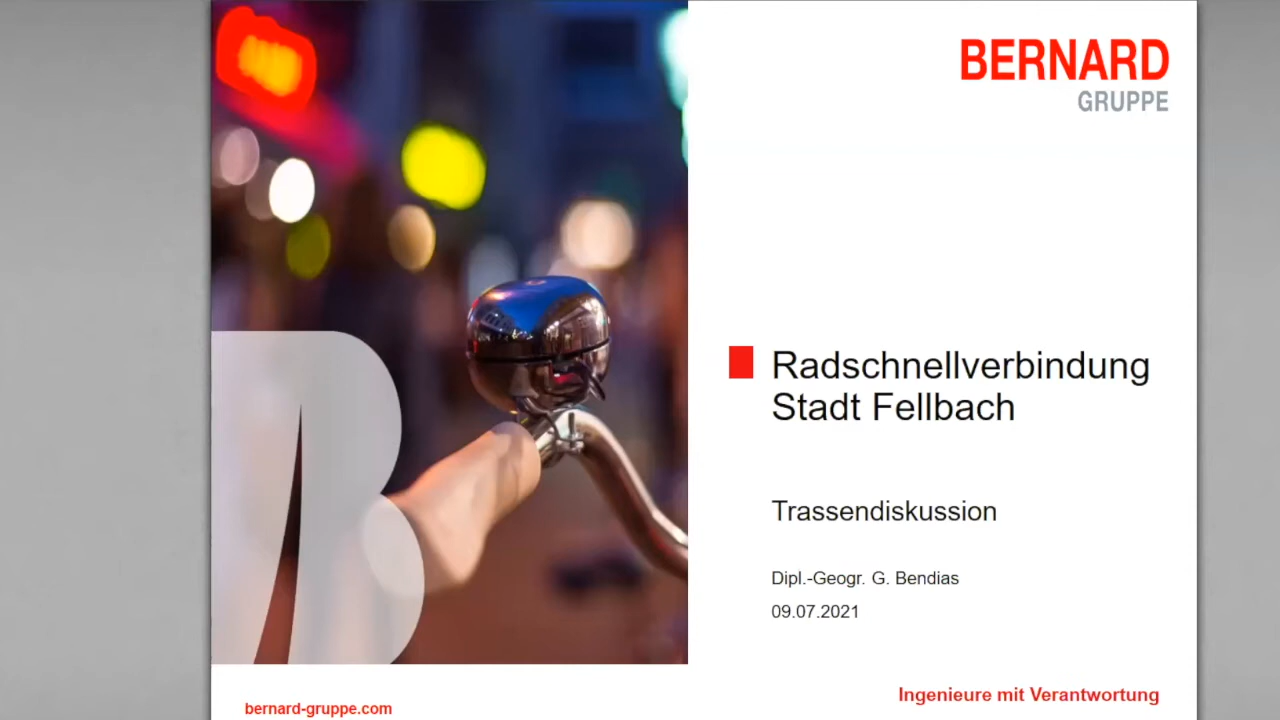 BERNARD
GRUPPE
Radschnellverbindung
Stadt Fellbach
Trassendiskussion
Dipl.-Geogr. G. Bendias
09.07.2021
Ingenieure mit Verantwortung
bernard-gruppe.com